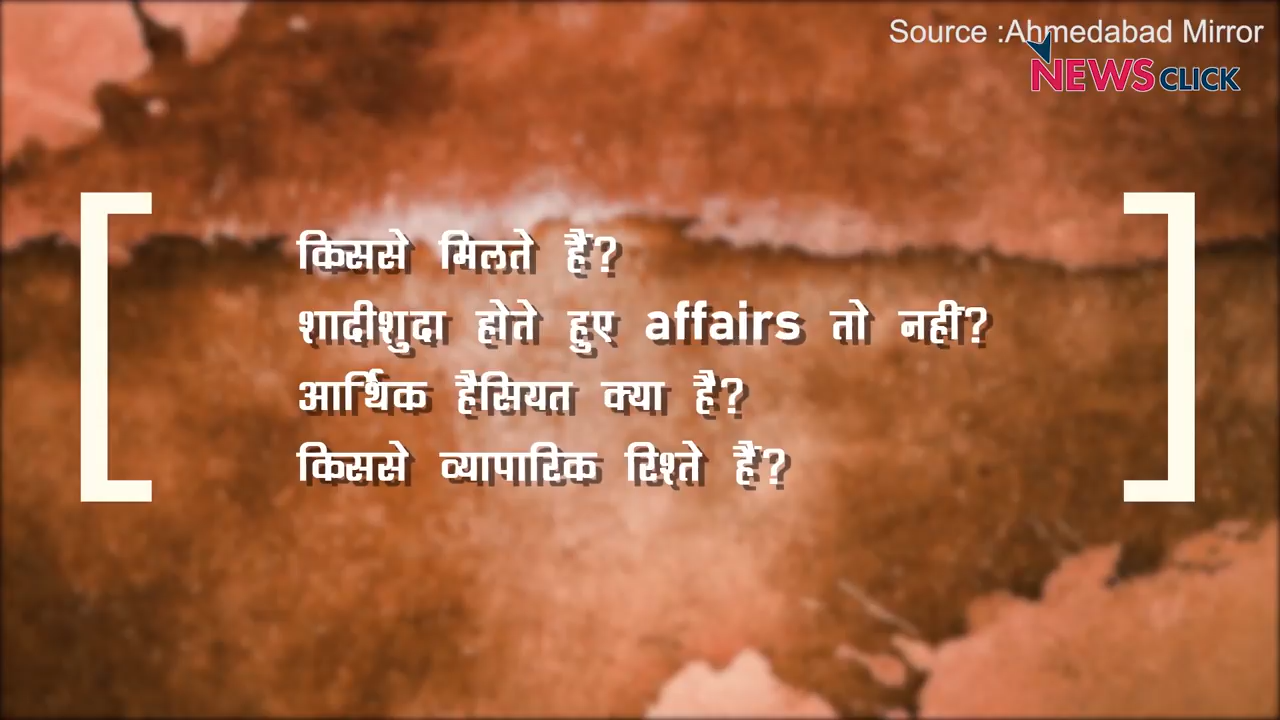 Source :Ahmedabad Mirror
NEWSCLICK
किससे मिलते हैं?
शादीशुदा होते हुए affairs तो नहीं?
आर्थिक हैसियत क्या है?
किससे व्यापारिक रिश्ते हैं?